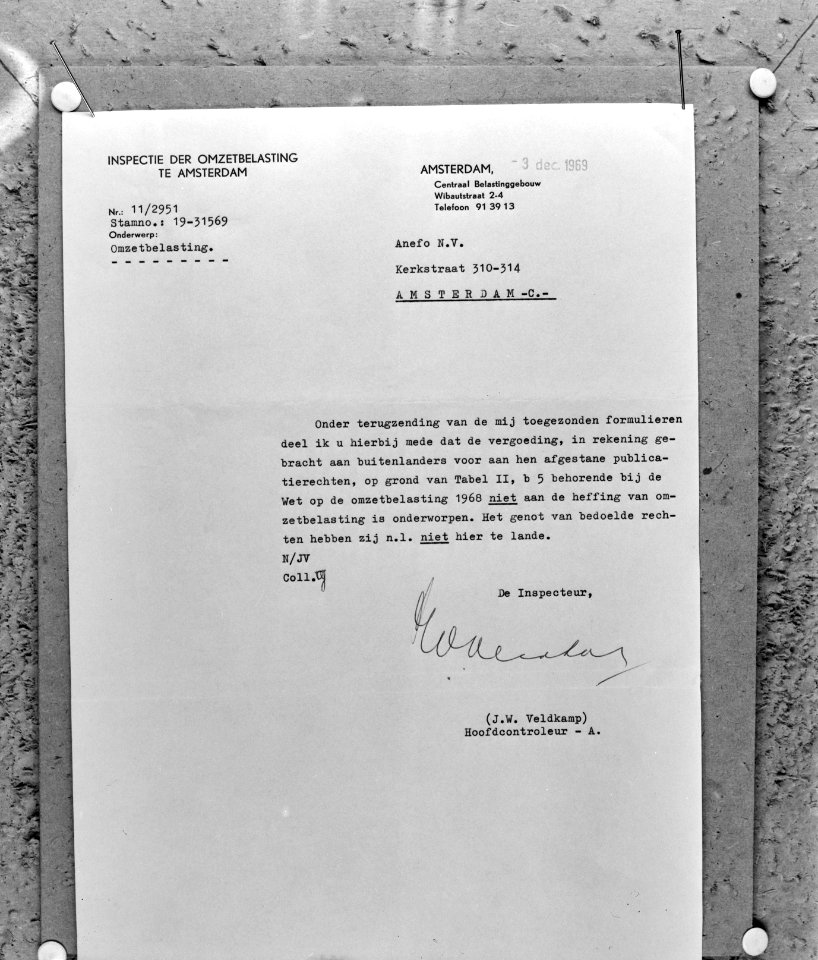 INSPECTIE DER OMZETBELASTING
TE AMSTERDAM
Nr.: 11/2951
Stamno.: 19-31569
Onderwerp:
Omzetbelasting.
AMSTERDAM, -3 dec. 1969
Centraal Belastinggebouw
Wibautstraat 2-4
Telefoon 91 39 13
Anefo N.V.
Kerkstraat 310-314
AMSTERDAM-C.-
Onder terugzending van de mij toegezonden formulieren
deel ik u hierbij mede dat de vergoeding, in rekening ge-
bracht aan buitenlanders voor aan hen afgestane publica-
tierechten, op grond van Tabel II, b 5 behorende bij de
Wet op de omzetbelasting 1968 niet aan de heffing van om-
zetbelasting is onderworpen. Het genot van bedoelde rech-
ten hebben zij n.l. niet hier te lande.
N/JV
Coll.
De Inspecteur,
(J.W. Veldkamp)
Hoofdcontroleur - A.